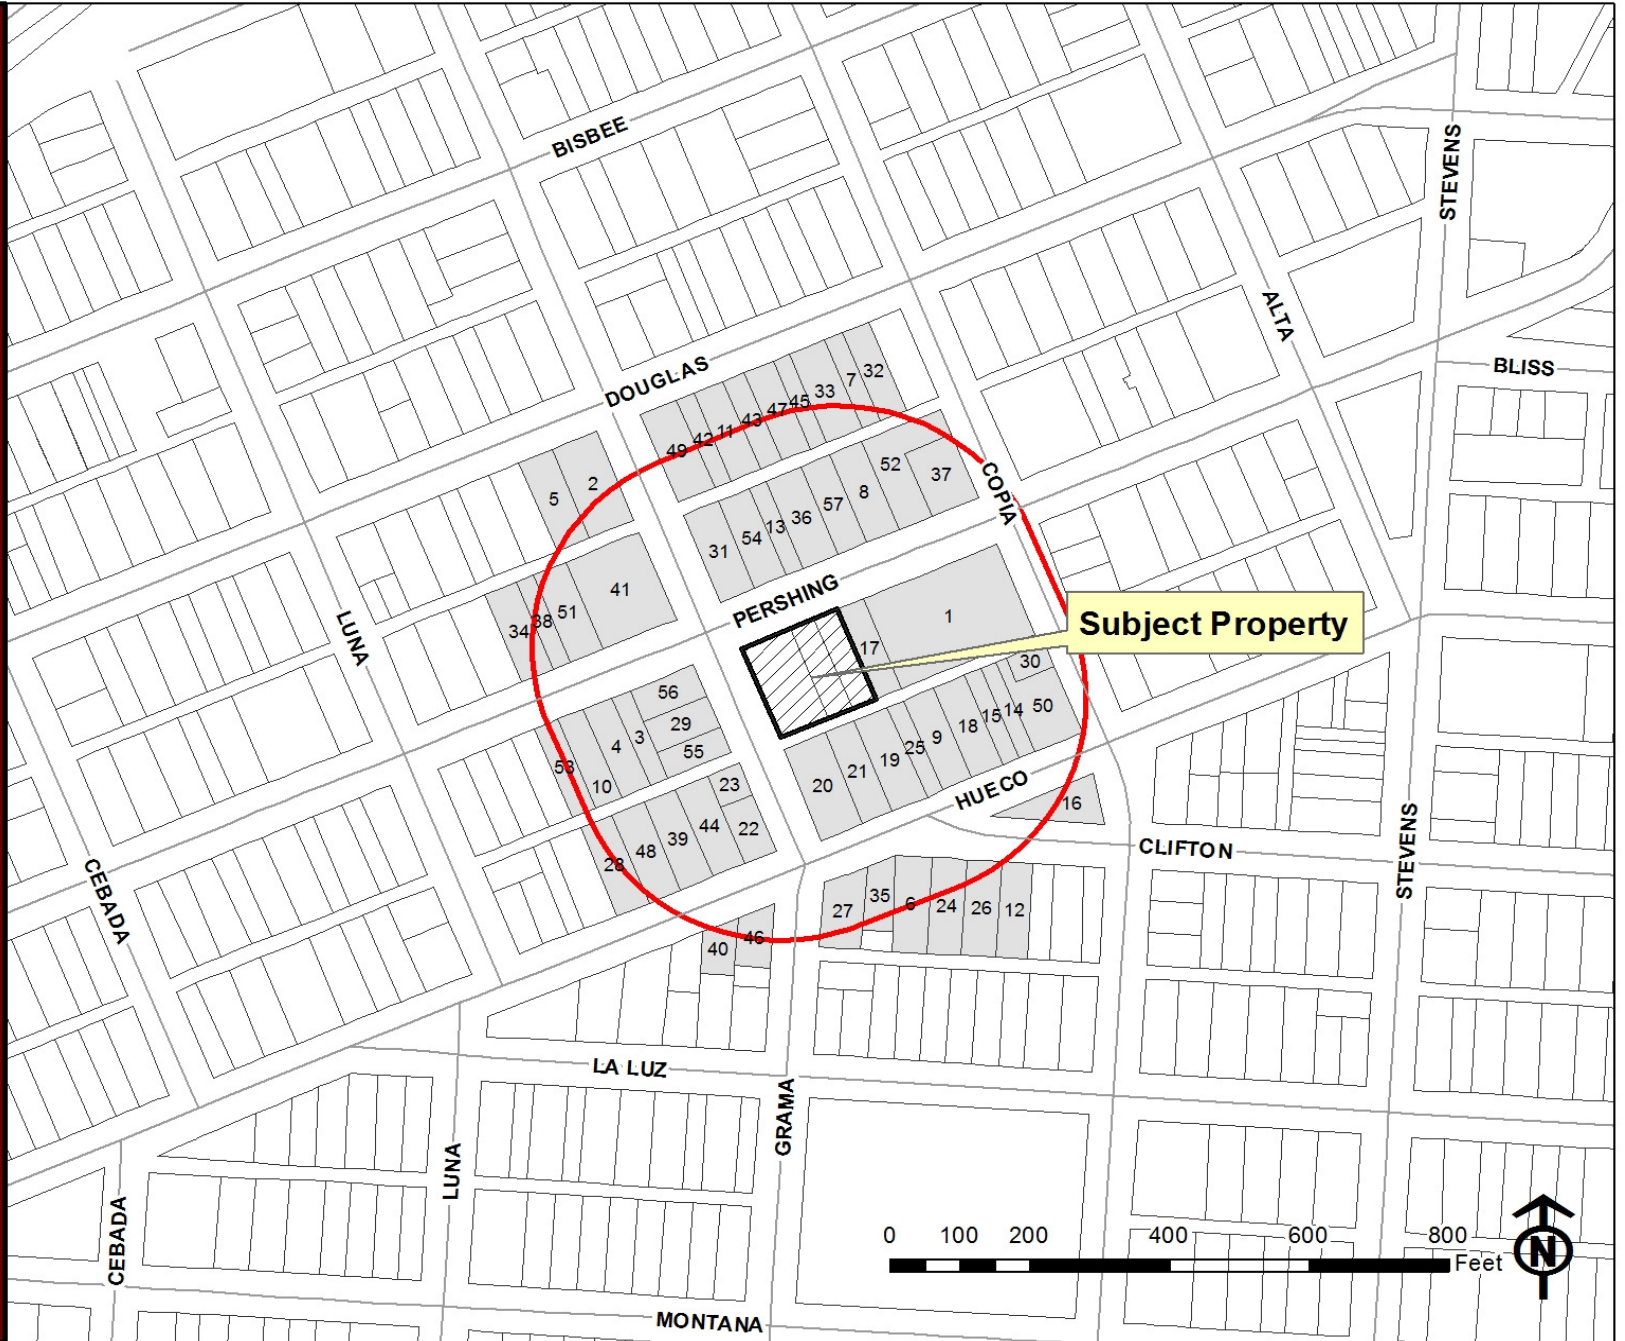 BISBEE
STEVENS
ALTA
BLISS
DOUGLAS
49 42 11 43 47 45 33 7 32
5 2
52 37
COPIA
31 54 13 36 57 8
34 38 51 41
PERSHING
LUNA
1
Subject Property
17
30
56
29
4 3
55
53
10
23
20 21 19 25 9 18 15 14 50
HUECO
16
28 48 39 44 22
CLIFTON
STEVENS
CEBADA
27 35 6 24 26 12
40 46
LA LUZ
GRAMA
LUNA
CEBADA
0 100 200 400 600 800
Feet
N
MONTANA